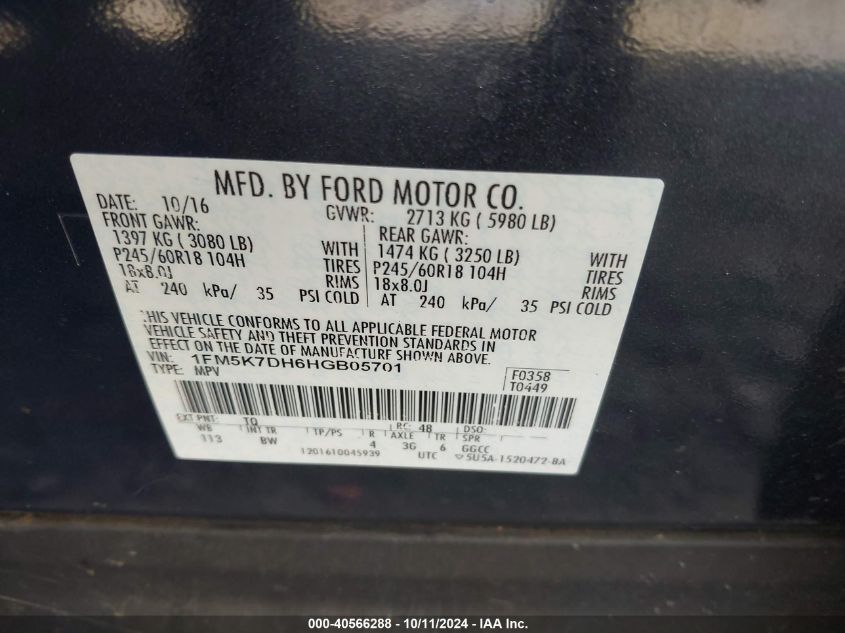 MFD. BY FORD MOTOR CO.
DATE: 10/16 GVWR: 2713 KG ( 5980 LB)
FRONT GAWR: REAR GAWR:
1397 KG ( 3080 LB) WITH 1474 KG ( 3250 LB) WITH
P245/60R18 104H TIRES P245/60R18 104H TIRES
18x8.0J RIMS 18x8.0J RIMS
AT 240 kPa/ 35 PSI COLD AT 240 kPa/ 35 PSI COLD
THIS VEHICLE CONFORMS TO ALL APPLICABLE FEDERAL MOTOR
VEHICLE SAFETY AND THEFT PREVENTION STANDARDS IN
EFFECT ON THE DATE OF MANUFACTURE SHOWN ABOVE.
VIN: 1FM5K7DH6HGB05701
TYPE: MPV
F0358
T0449
EXT PNT: TQ RC: 48 DSO:
WB INT TR TP/PS R AXLE TR SPR
113 BW 4 3G 6 GGCC
1201610045939 UTC 5U5A-1520472-BA
000-40566288 - 10/11/2024 - IAA Inc.